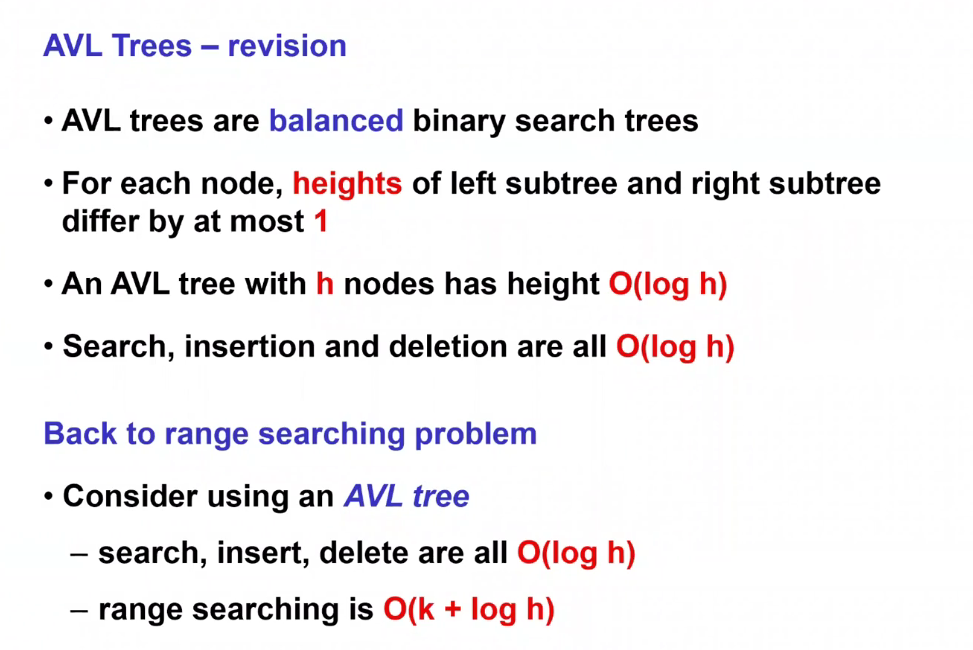 AVL Trees – revision
• AVL trees are balanced binary search trees
• For each node, heights of left subtree and right subtree
differ by at most 1
• An AVL tree with h nodes has height O(log h)
• Search, insertion and deletion are all O(log h)
Back to range searching problem
• Consider using an AVL tree
– search, insert, delete are all O(log h)
– range searching is O(k + log h)